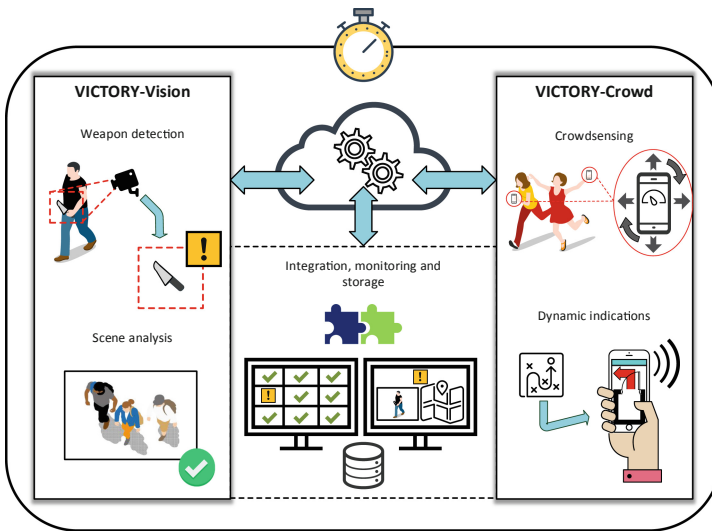 VICTORY-Vision
Weapon detection
!
Scene analysis
Integration, monitoring and
storage
!
!
VICTORY-Crowd
Crowdsensing
Dynamic indications